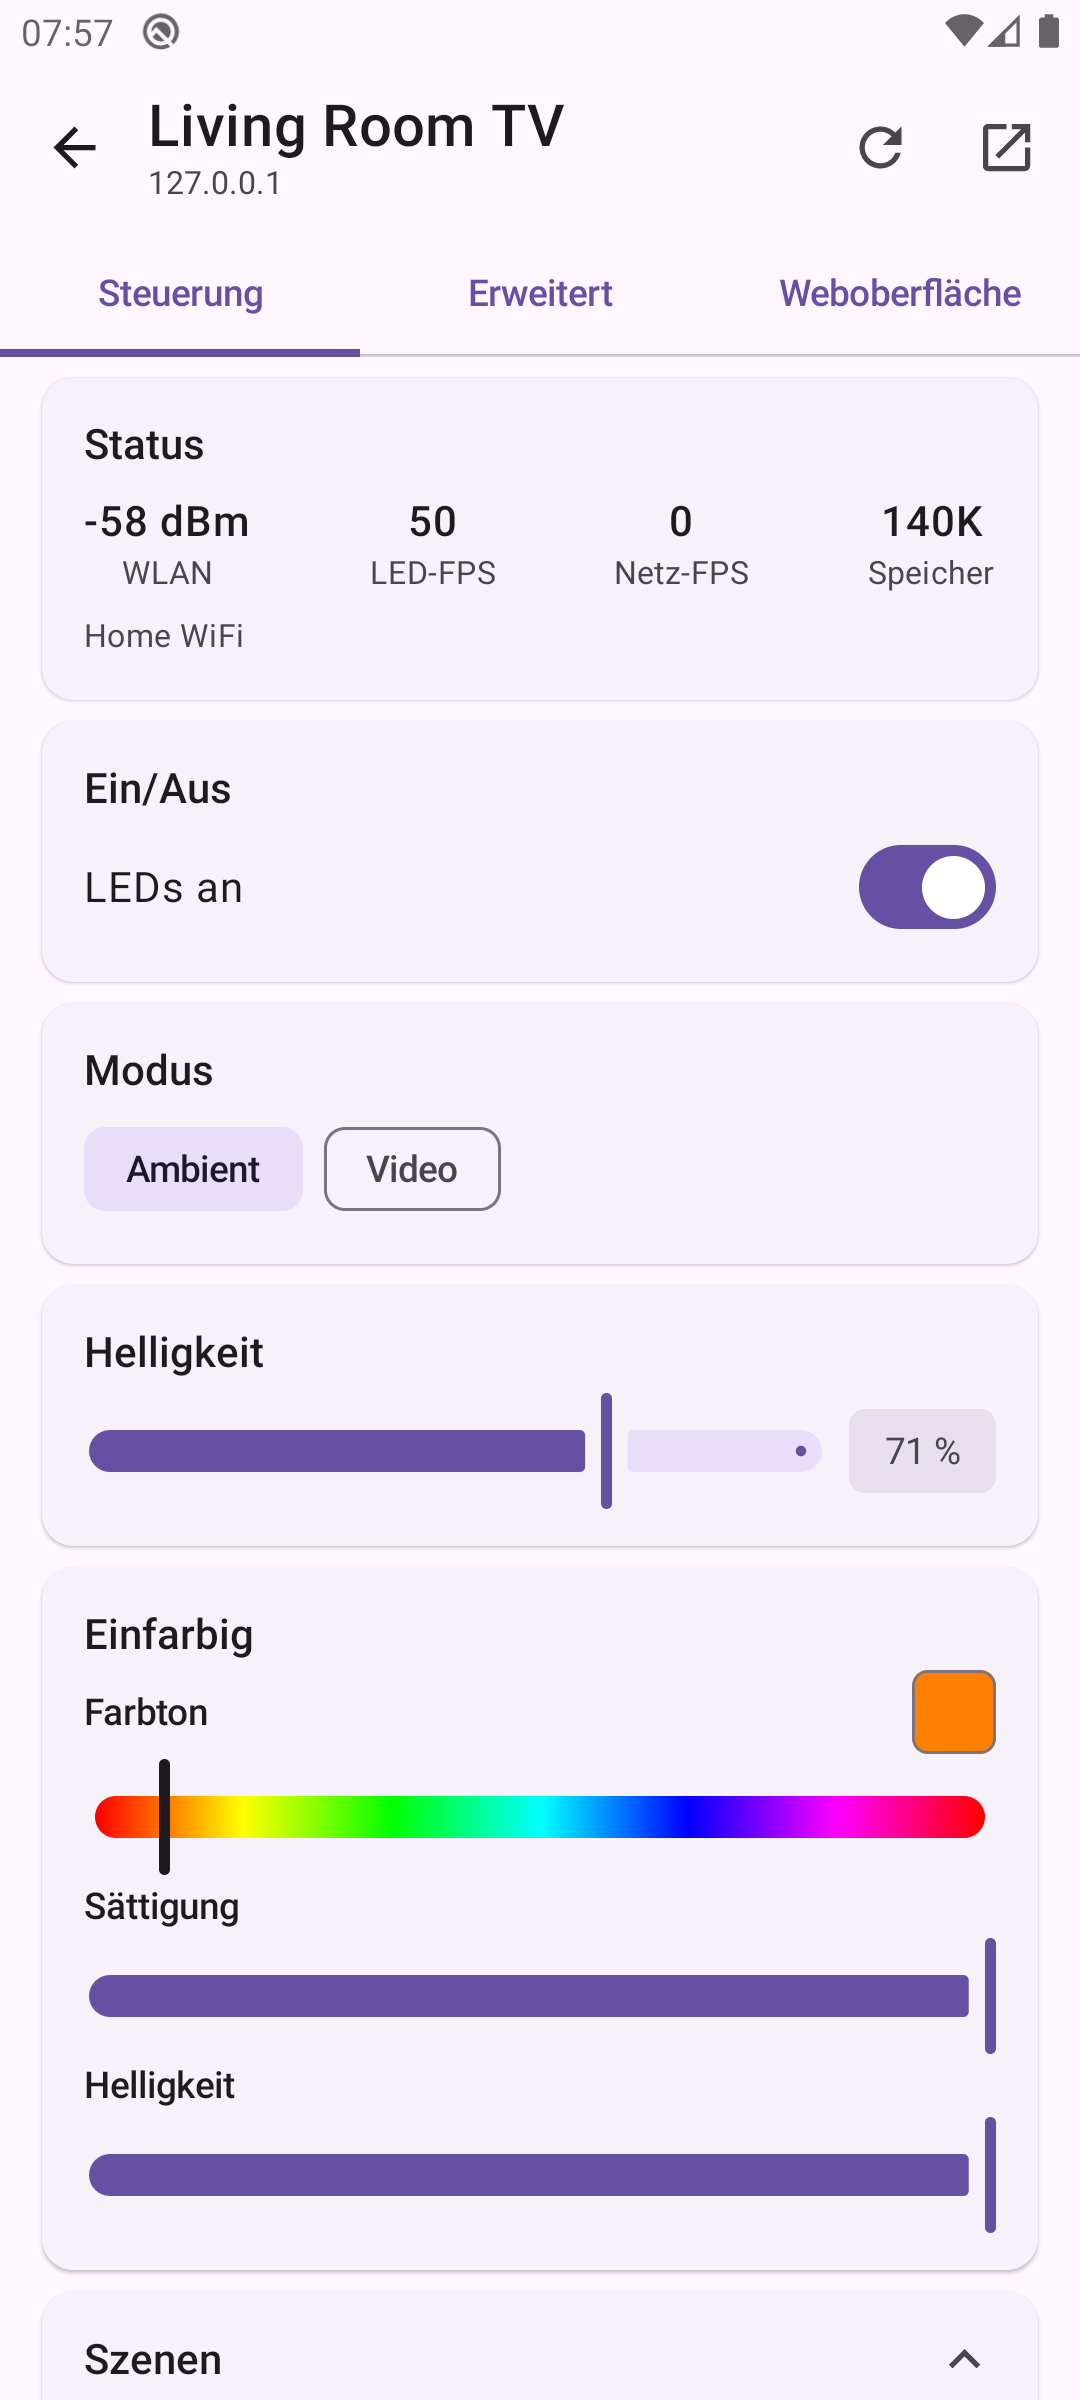 07:57
Living Room TV
127.0.0.1
Steuerung Erweitert Weboberfläche
Status
-58 dBm 50 0 140K
WLAN LED-FPS Netz-FPS Speicher
Home WiFi
Ein/Aus
LEDs an
Modus
Ambient Video
Helligkeit
71 %
Einfarbig
Farbton
Sättigung
Helligkeit
Szenen